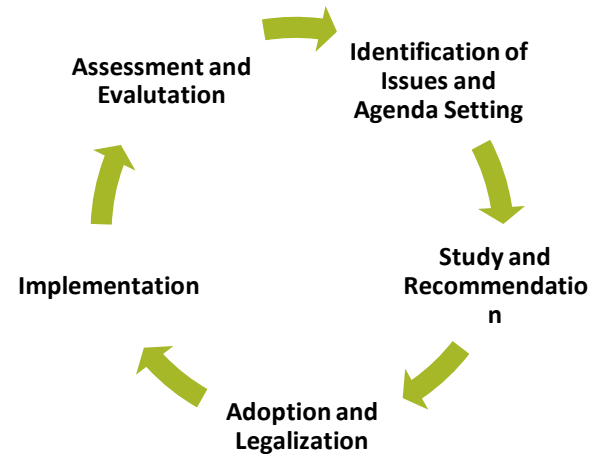 Identification of
Issues and
Agenda Setting
Study and
Recommendatio
n
Adoption and
Legalization
Implementation
Assessment and
Evalutation